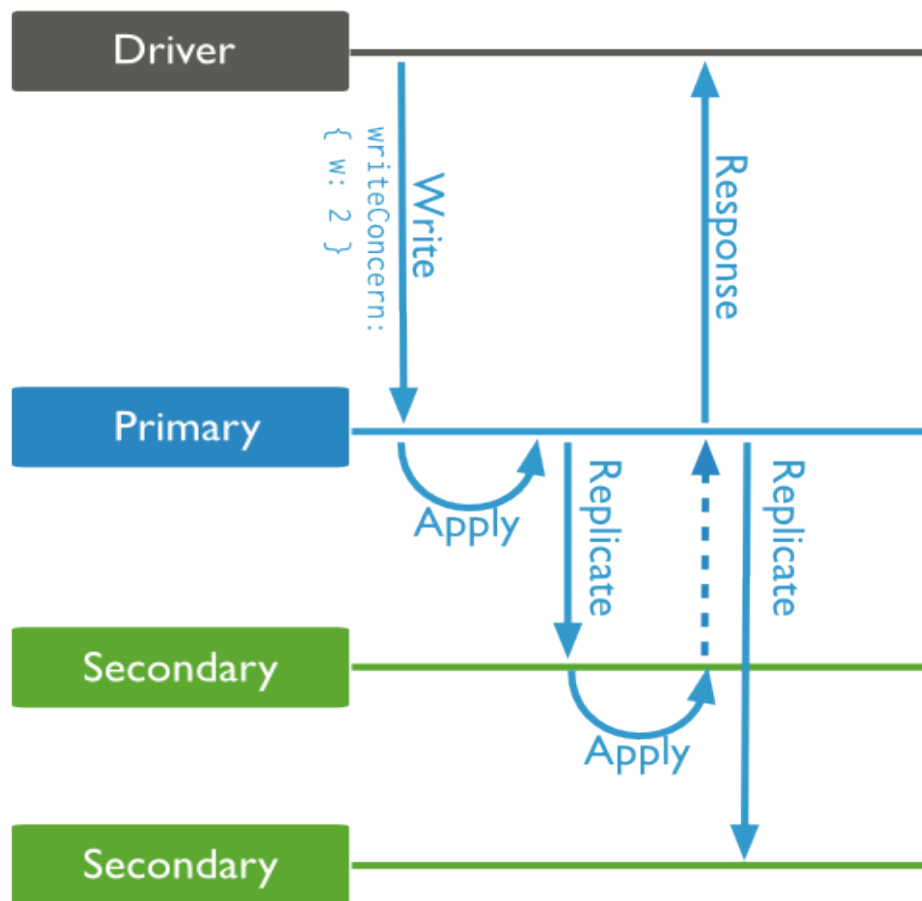 Driver
writeConcern:
{ w: 2 }
Write
Response
Primary
Apply
Replicate
Replicate
Secondary
Apply
Secondary